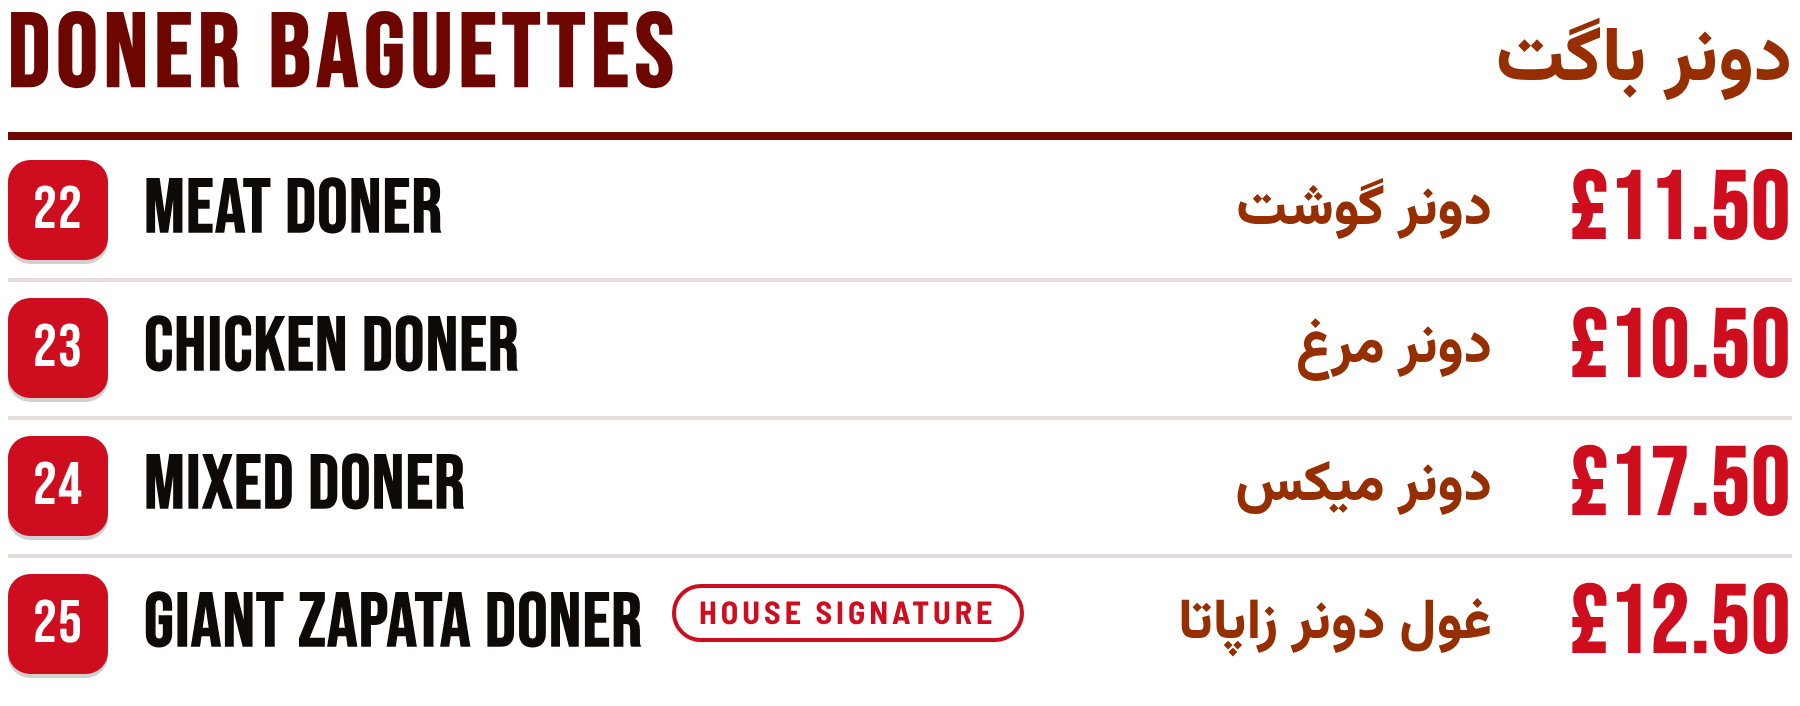 DONER BAGUETTES دونر باگت
22 MEAT DONER دونر گوشت £11.50
23 CHICKEN DONER دونر مرغ £10.50
24 MIXED DONER دونر میکس £17.50
25 GIANT ZAPATA DONER HOUSE SIGNATURE غول دونر زاپاتا £12.50